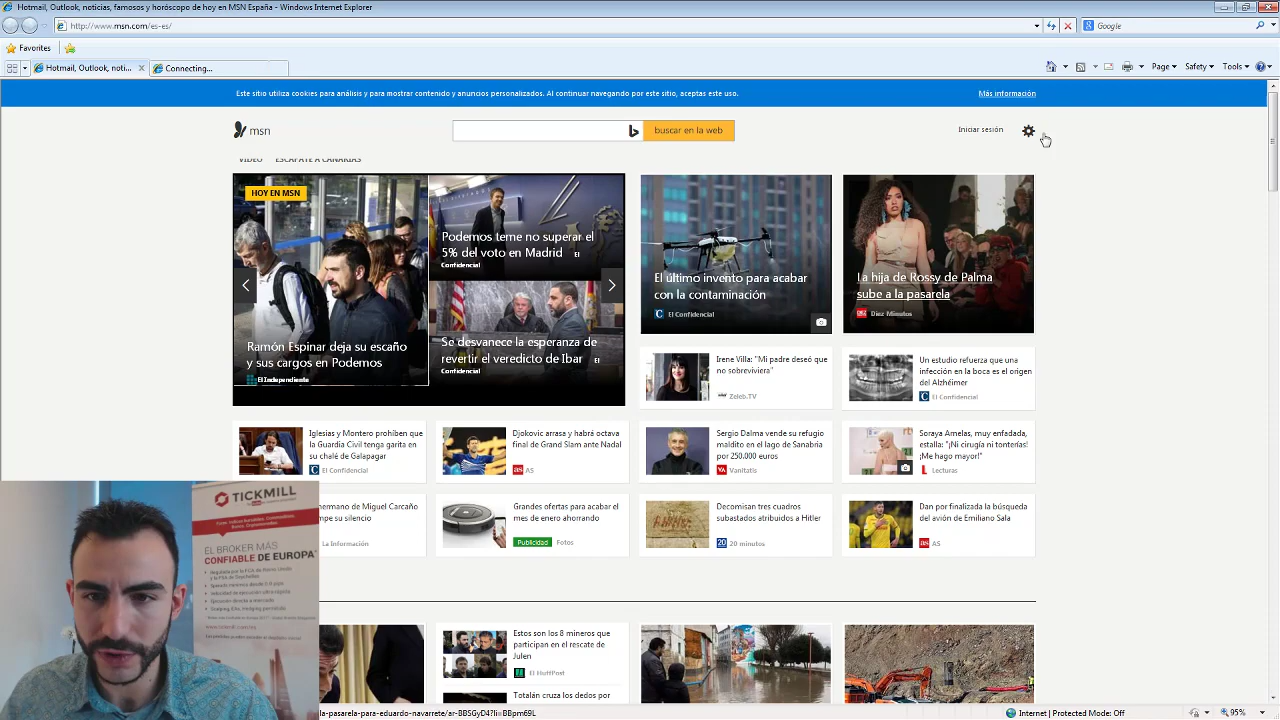 Hotmail, Outlook, noticias, famosos y horóscopo de hoy en MSN España - Windows Internet Explorer
http://www.msn.com/es-es/
Google
Favorites
Hotmail, Outlook, noti...
Connecting...
Page
Safety
Tools
Este sitio utiliza cookies para análisis y para mostrar contenido y anuncios personalizados. Al continuar navegando por este sitio, aceptas este uso.
Más información
msn
buscar en la web
Iniciar sesión
VIDEO ESCÁPATE A CANARIAS
HOY EN MSN
Ramón Espinar deja su escaño
y sus cargos en Podemos
El Independiente
Podemos teme no superar el
5% del voto en Madrid El
Confidencial
Se desvanece la esperanza de
revertir el veredicto de Ibar El
Confidencial
El último invento para acabar
con la contaminación
El Confidencial
La hija de Rossy de Palma
sube a la pasarela
Diez Minutos
Irene Villa: "Mi padre deseó que
no sobreviviera"
Zeleb.TV
Un estudio refuerza que una
infección en la boca es el origen
del Alzhéimer
El Confidencial
Iglesias y Montero prohíben que
la Guardia Civil tenga garita en
su chalé de Galapagar
El Confidencial
Djokovic arrasa y habrá octava
final de Grand Slam ante Nadal
AS
Sergio Dalma vende su refugio
maldito en el lago de Sanabria
por 250.000 euros
Vanitatis
Soraya Arnelas, muy enfadada,
estalla: "¡Ni cirugía ni tonterías!
¡Me hago mayor!"
Lecturas
hermano de Miguel Carcaño
mpe su silencio
La Información
Grandes ofertas para acabar el
mes de enero ahorrando
Publicidad Fotos
Decomisan tres cuadros
subastados atribuidos a Hitler
20 minutos
Dan por finalizada la búsqueda
del avión de Emiliano Sala
AS
Estos son los 8 mineros que
participan en el rescate de
Julen
El HuffPost
Totalán cruza los dedos por
TICKMILL
EL BRÓKER MÁS
CONFIABLE DE EUROPA
la-pasarela-para-eduardo-navarrete/ar-BBSGyD4?li=BBpm69L
Internet | Protected Mode: Off
95%